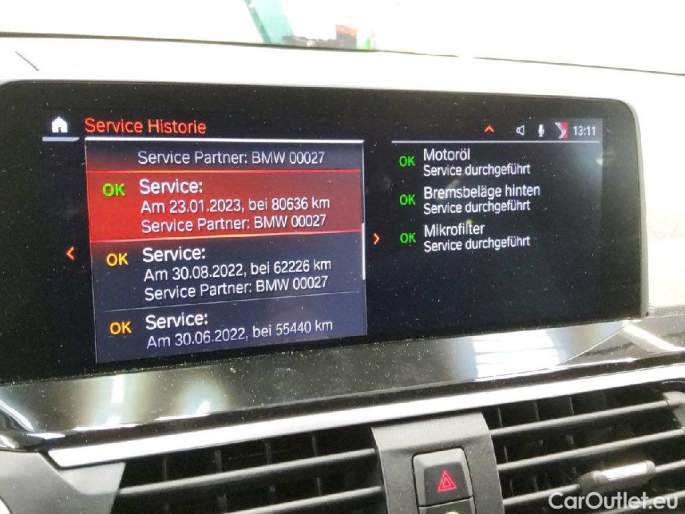 Service Historie
13:11
Service Partner: BMW 00027
OK Service:
Am 23.01.2023, bei 80636 km
Service Partner: BMW 00027
OK Service:
Am 30.08.2022, bei 62226 km
Service Partner: BMW 00027
OK Service:
Am 30.06.2022, bei 55440 km
OK Motoröl
Service durchgeführt
OK Bremsbeläge hinten
Service durchgeführt
OK Mikrofilter
Service durchgeführt
CarOutlet.eu